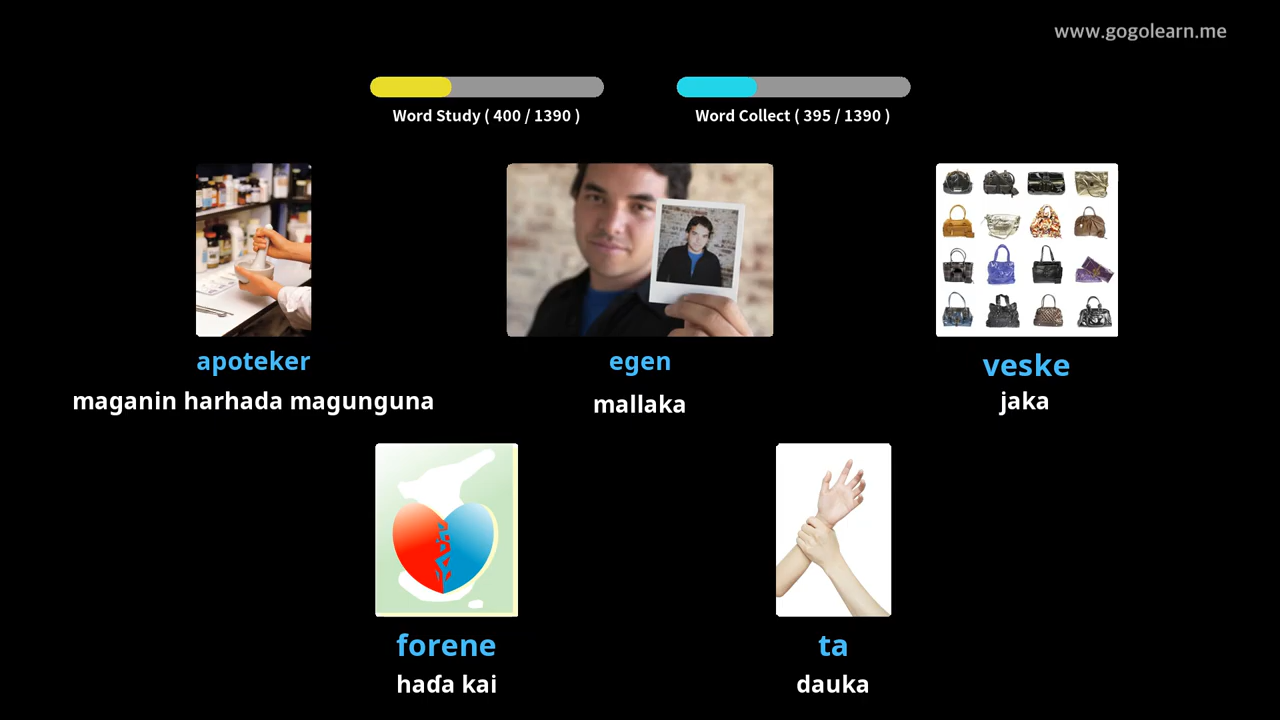 www.gogolearn.me
Word Study ( 400 / 1390 )
Word Collect ( 395 / 1390 )
apoteker
maganin harhada magunguna
egen
mallaka
veske
jaka
forene
haɗa kai
ta
dauka